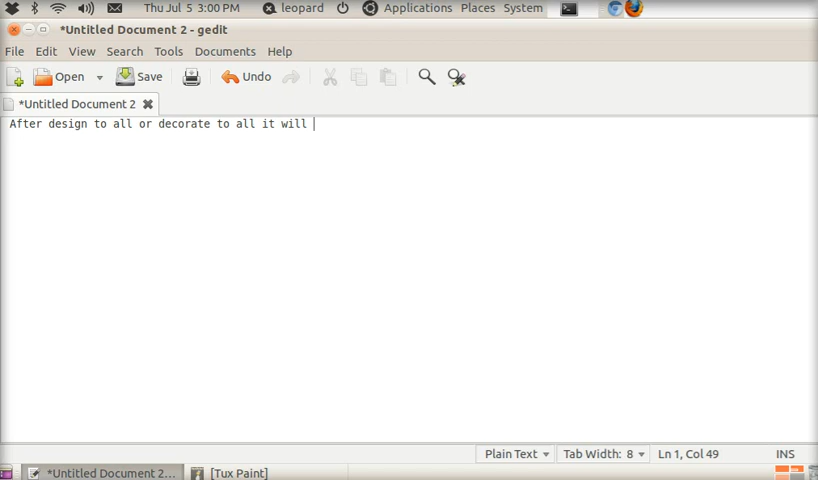 Thu Jul 5 3:00 PM leopard Applications Places System
*Untitled Document 2 - gedit
File Edit View Search Tools Documents Help
Open Save Undo
*Untitled Document 2
After design to all or decorate to all it will
Plain Text Tab Width: 8 Ln 1, Col 49 INS
*Untitled Document 2... [Tux Paint]